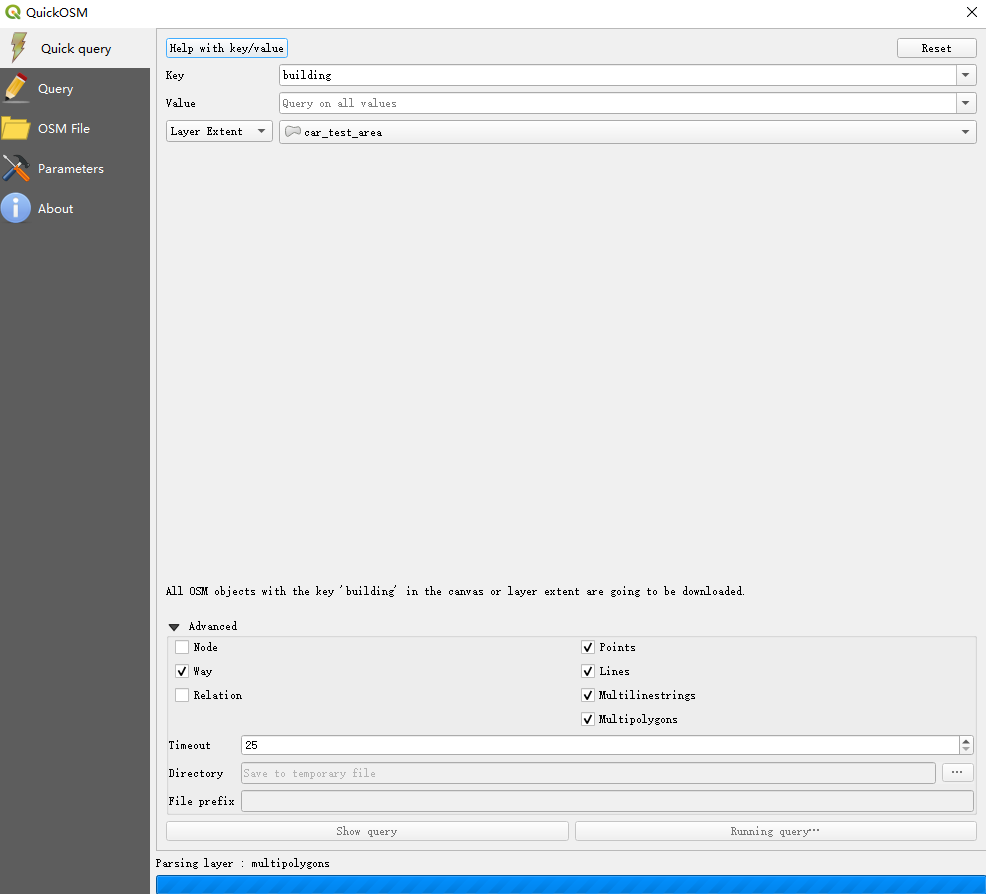 QuickOSM
Quick query
Query
OSM File
Parameters
About
Help with key/value
Reset
Key
building
Value
Query on all values
Layer Extent
car_test_area
All OSM objects with the key 'building' in the canvas or layer extent are going to be downloaded.
Advanced
Node
Points
Way
Lines
Relation
Multilinestrings
Multipolygons
Timeout
25
Directory
Save to temporary file
...
File prefix
Show query
Running query…
Parsing layer : multipolygons